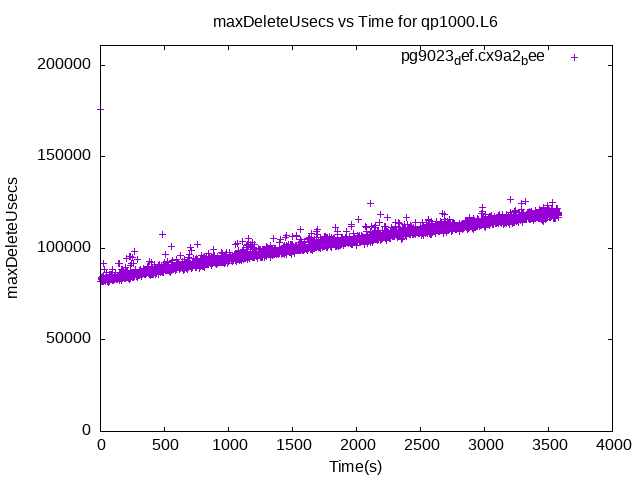 maxDeleteUsecs vs Time for qp1000.L6
pg9023def.cx9a2bee
200000
150000
100000
50000
0
maxDeleteUsecs
0 500 1000 1500 2000 2500 3000 3500 4000
Time(s)